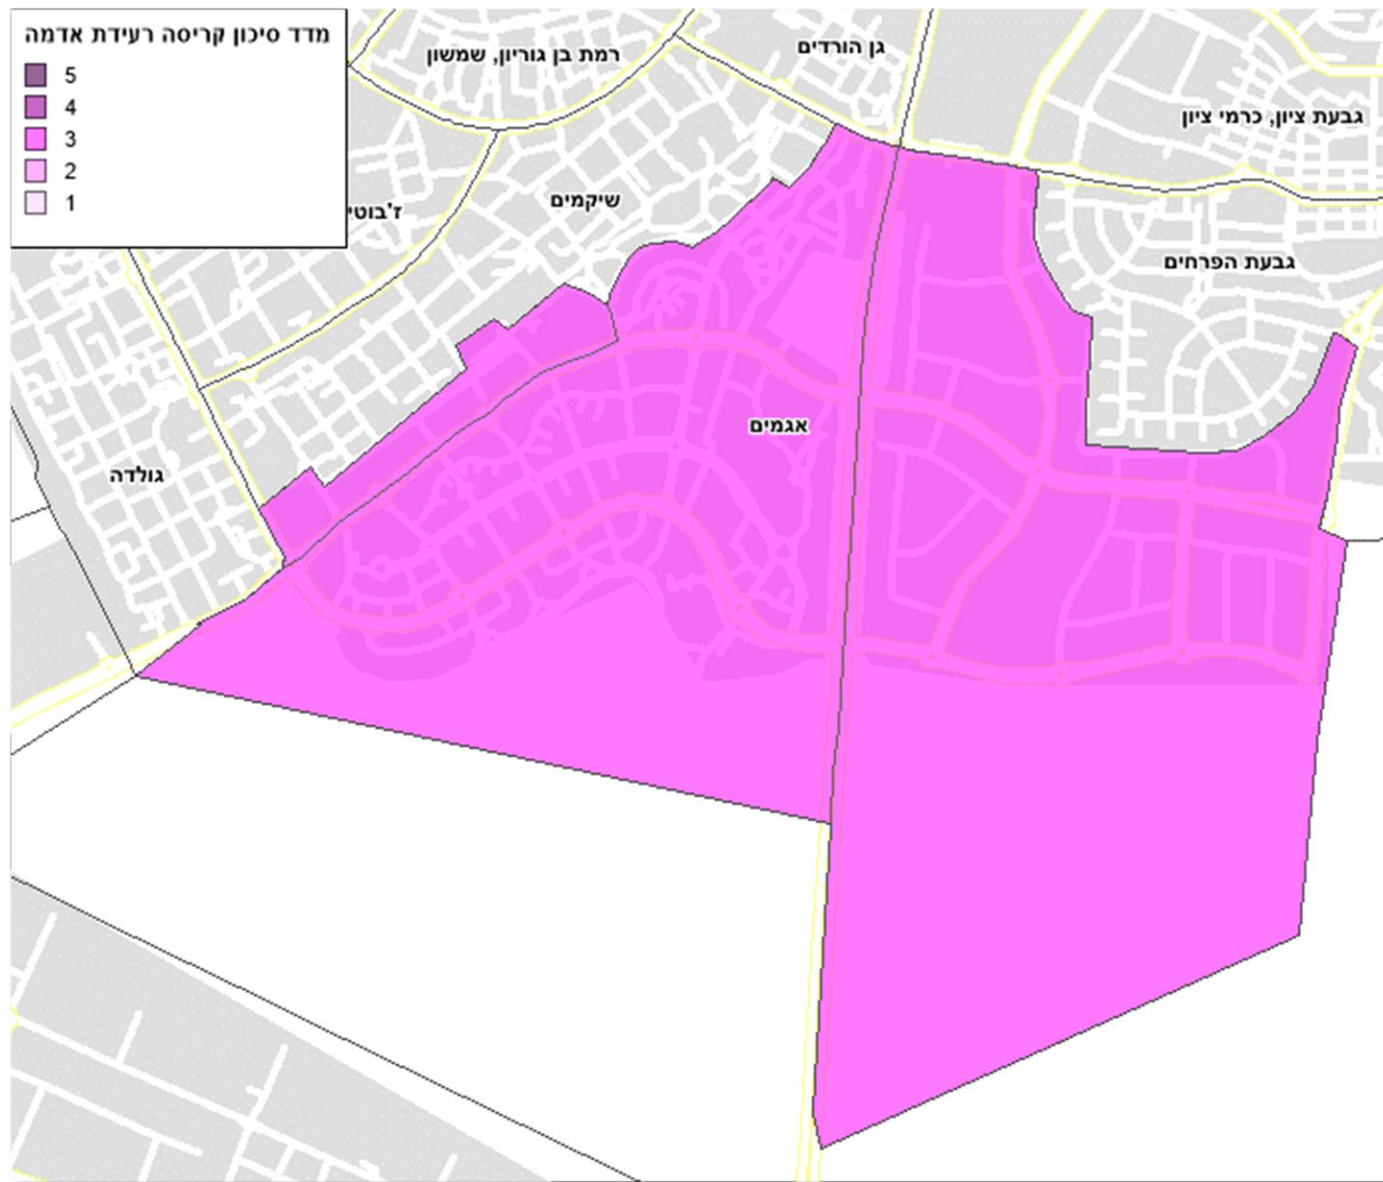 מדד סיכון קריסה רעידת אדמה
5
4
3
2
1
רמת בן גוריון, שמשון
גן הורדים
גבעת ציון, כרמי ציון
שיקמים
ז'בוטי
גבעת הפרחים
אגמים
גולדה